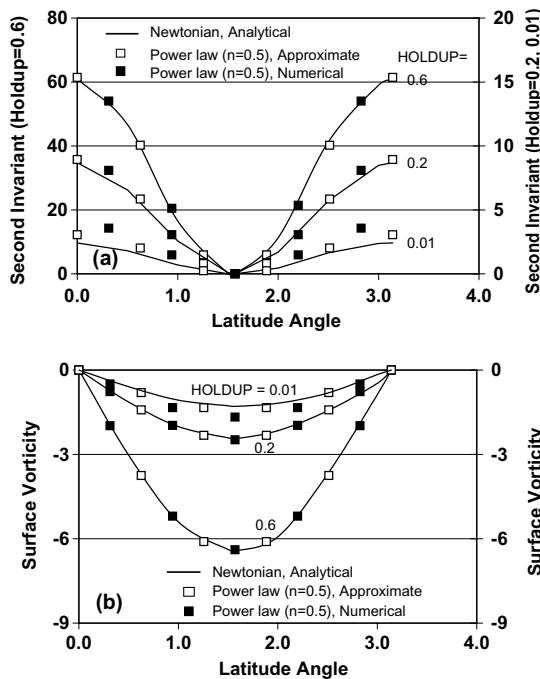 Newtonian, Analytical
Power law (n=0.5), Approximate
Power law (n=0.5), Numerical
HOLDUP=
0.6
0.2
0.01
(a)
Second Invariant (Holdup=0.6)
80
60
40
20
0
Second Invariant (Holdup=0.2, 0.01)
20
15
10
5
0
0.0 1.0 2.0 3.0 4.0
Latitude Angle
HOLDUP = 0.01
0.2
0.6
Newtonian, Analytical
Power law (n=0.5), Approximate
Power law (n=0.5), Numerical
(b)
Surface Vorticity
0
-3
-6
-9
Surface Vorticity
0
-3
-6
-9
0.0 1.0 2.0 3.0 4.0
Latitude Angle